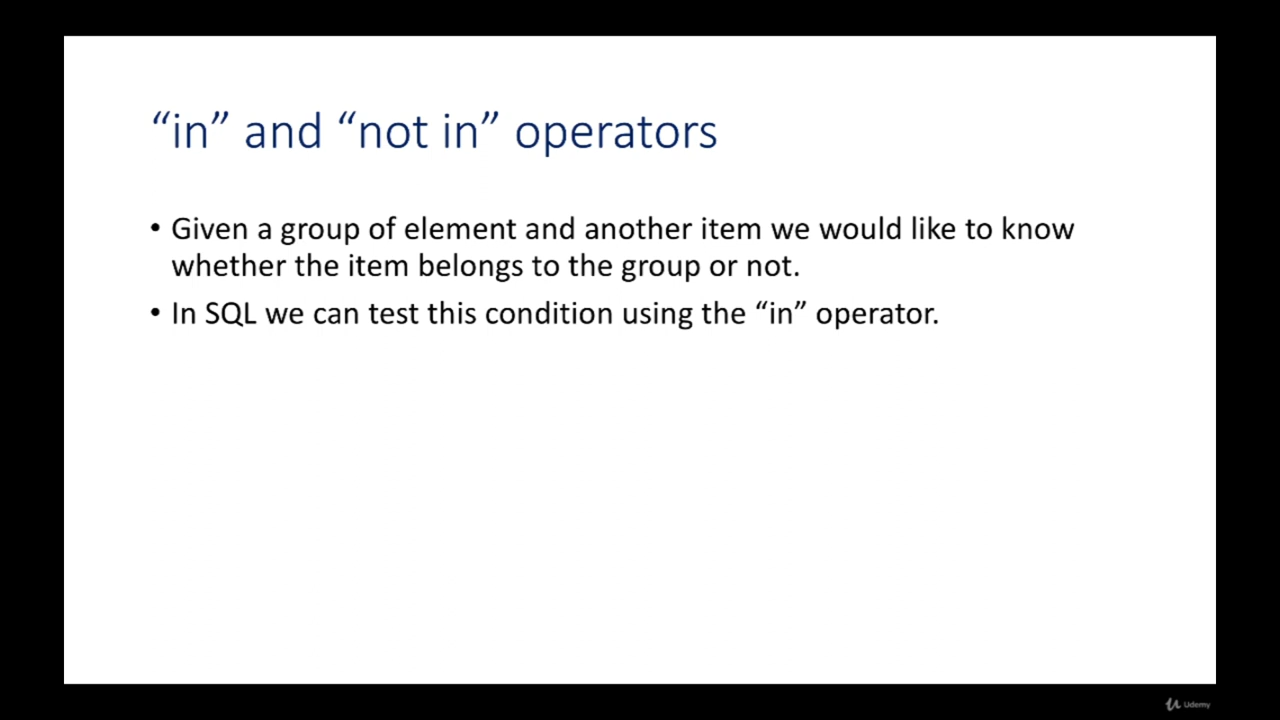 “in” and “not in” operators
• Given a group of element and another item we would like to know
whether the item belongs to the group or not.
• In SQL we can test this condition using the “in” operator.
Udemy